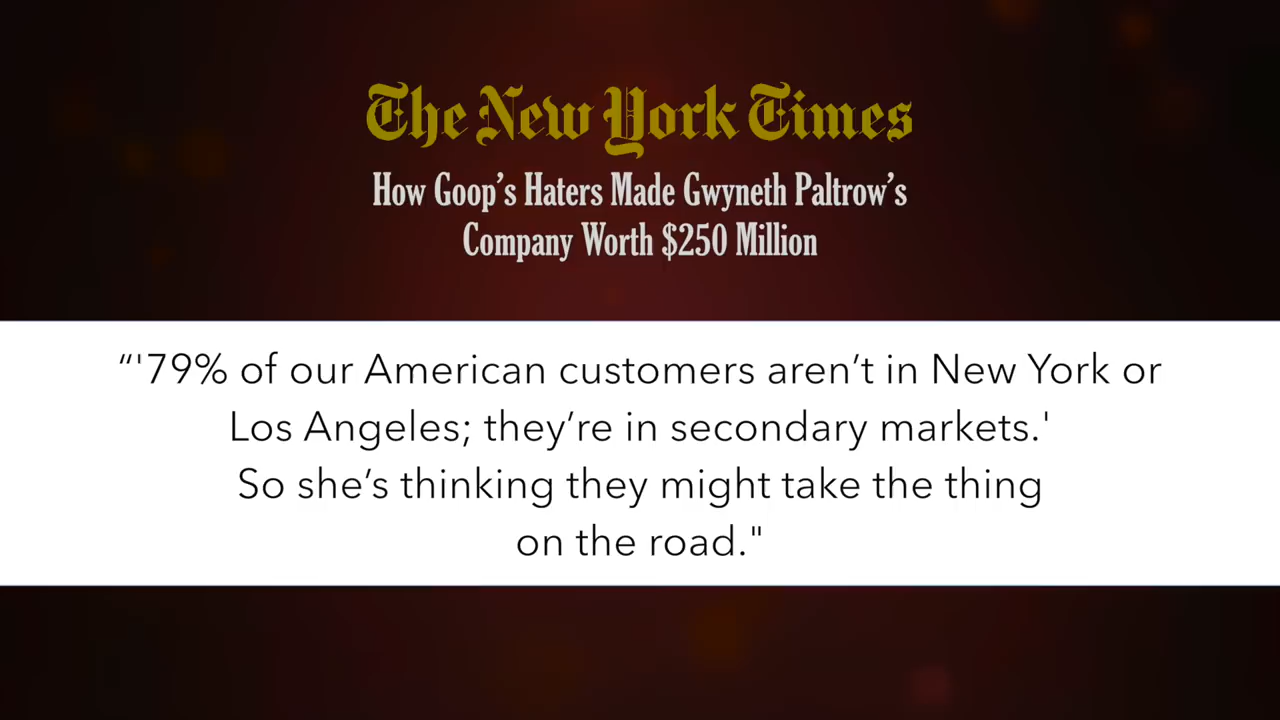 The New York Times
How Goop’s Haters Made Gwyneth Paltrow’s
Company Worth $250 Million
“'79% of our American customers aren’t in New York or
Los Angeles; they’re in secondary markets.'
So she’s thinking they might take the thing
on the road."